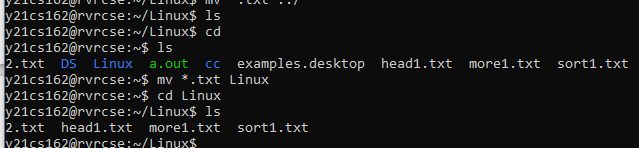 y21cs162@rvrcse:~/Linux$ mv *.txt ../
y21cs162@rvrcse:~/Linux$ ls
y21cs162@rvrcse:~/Linux$ cd
y21cs162@rvrcse:~$ ls
2.txt  DS  Linux  a.out  cc  examples.desktop  head1.txt  more1.txt  sort1.txt
y21cs162@rvrcse:~$ mv *.txt Linux
y21cs162@rvrcse:~$ cd Linux
y21cs162@rvrcse:~/Linux$ ls
2.txt  head1.txt  more1.txt  sort1.txt
y21cs162@rvrcse:~/Linux$